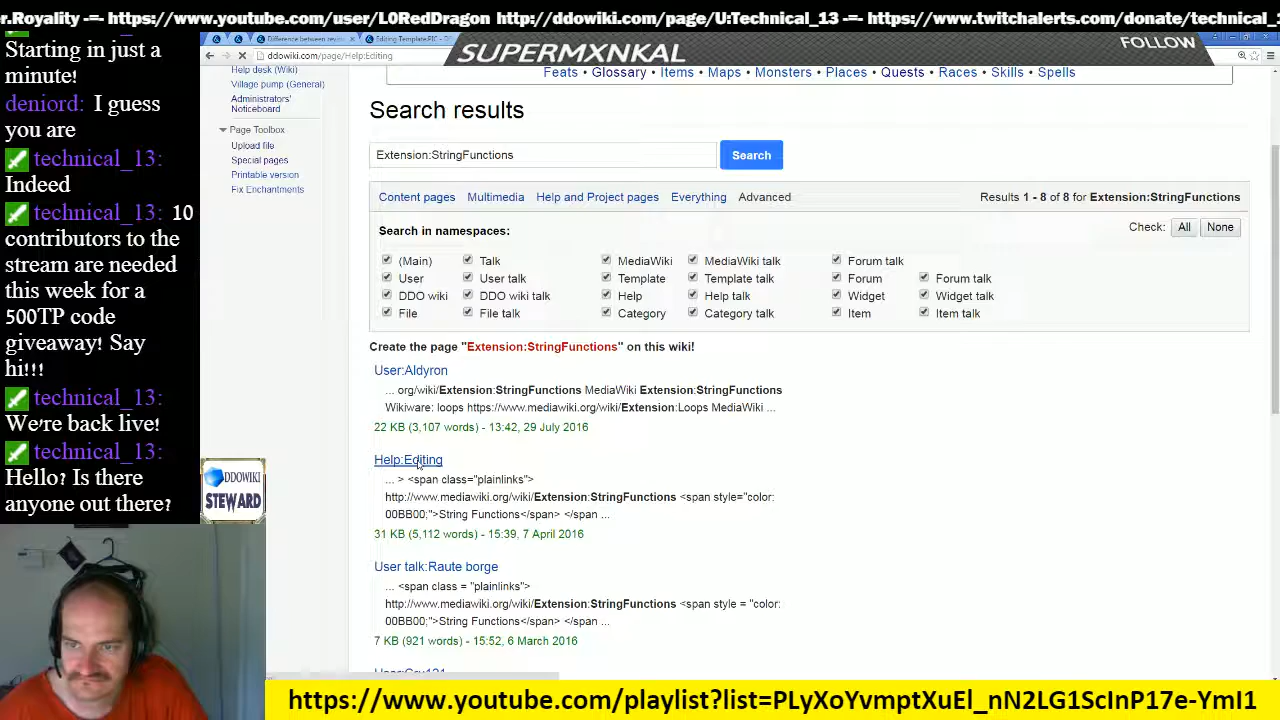 r.Royality -=- https://www.youtube.com/user/L0RedDragon http://ddowiki.com/page/U:Technical_13 -=- https://www.twitchalerts.com/donate/technical_
Starting in just a
minute!
deniord: I guess
you are
technical_13:
Indeed
technical_13: 10
contributors to the
stream are needed
this week for a
500TP code
giveaway! Say
hi!!!
technical_13:
We're back live!
technical_13:
Hello? Is there
anyone out there?
DDOWIKI
STEWARD
Editing Template:PIC - D
ddowiki.com/page/Help:Editing
SUPERMXNKAL
FOLLOW
Help desk (Wiki)
Village pump (General)
Administrators'
Noticeboard
Page Toolbox
Upload file
Special pages
Printable version
Fix Enchantments
Feats • Glossary • Items • Maps • Monsters • Places • Quests • Races • Skills • Spells
Search results
Extension:StringFunctions
Search
Content pages Multimedia Help and Project pages Everything Advanced Results 1 - 8 of 8 for Extension:StringFunctions
Search in namespaces: Check: All None
(Main) Talk MediaWiki MediaWiki talk Forum talk
User User talk Template Template talk Forum Forum talk
DDO wiki DDO wiki talk Help Help talk Widget Widget talk
File File talk Category Category talk Item Item talk
Create the page "Extension:StringFunctions" on this wiki!
User:Aldyron
... org/wiki/Extension:StringFunctions MediaWiki Extension:StringFunctions
Wikiware: loops https://www.mediawiki.org/wiki/Extension:Loops MediaWiki ...
22 KB (3,107 words) - 13:42, 29 July 2016
Help:Editing
... > <span class="plainlinks">
http://www.mediawiki.org/wiki/Extension:StringFunctions <span style="color:
00BB00;">String Functions</span> </span ...
31 KB (5,112 words) - 15:39, 7 April 2016
User talk:Raute borge
... <span class = "plainlinks">
http://www.mediawiki.org/wiki/Extension:StringFunctions <span style = "color:
00BB00;">String Functions</span> </span ...
7 KB (921 words) - 15:52, 6 March 2016
https://www.youtube.com/playlist?list=PLyXoYvmptXuEl_nN2LG1ScInP17e-YmI1